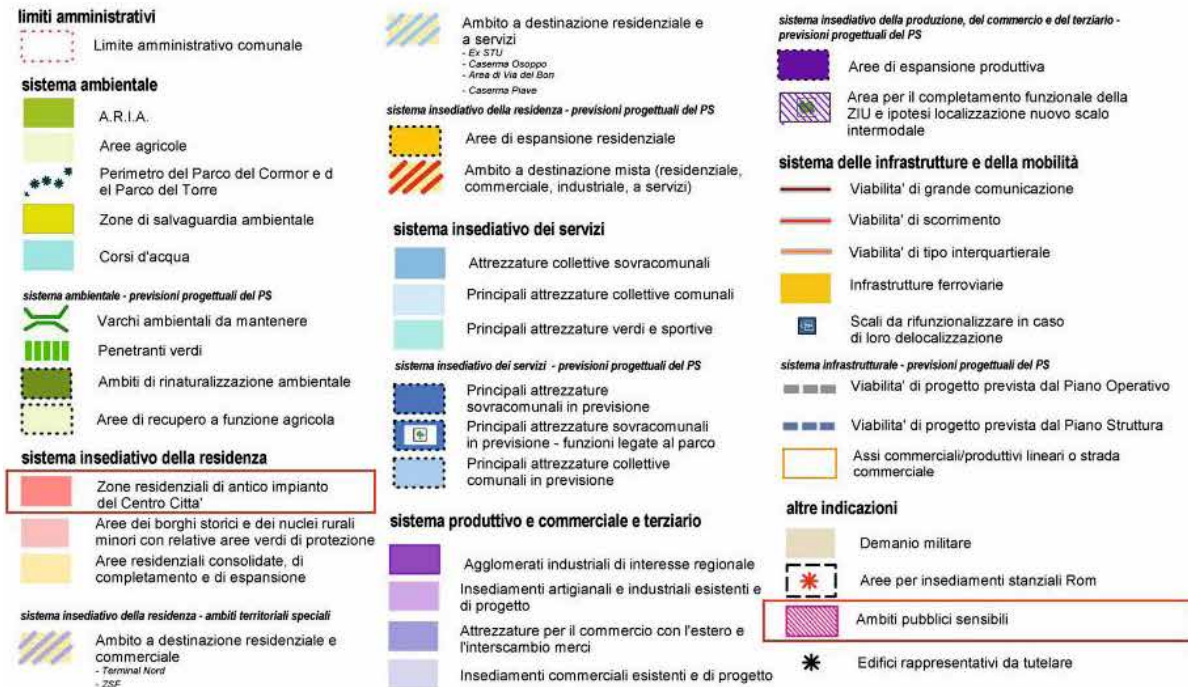 limiti amministrativi
Limite amministrativo comunale
sistema ambientale
A.R.I.A.
Aree agricole
Perimetro del Parco del Cormor e d
el Parco del Torre
Zone di salvaguardia ambientale
Corsi d'acqua
sistema ambientale - previsioni progettuali del PS
Varchi ambientali da mantenere
Penetranti verdi
Ambiti di rinaturalizzazione ambientale
Aree di recupero a funzione agricola
sistema insediativo della residenza
Zone residenziali di antico impianto
del Centro Citta'
Aree dei borghi storici e dei nuclei rurali
minori con relative aree verdi di protezione
Aree residenziali consolidate, di
completamento e di espansione
sistema insediativo della residenza - ambiti territoriali speciali
Ambito a destinazione residenziale e
commerciale
- Terminal Nord
- ZSF
Ambito a destinazione residenziale e
a servizi
- Ex STU
- Caserma Osoppo
- Area di Via del Bon
- Caserma Piave
sistema insediativo della residenza - previsioni progettuali del PS
Aree di espansione residenziale
Ambito a destinazione mista (residenziale,
commerciale, industriale, a servizi)
sistema insediativo dei servizi
Attrezzature collettive sovracomunali
Principali attrezzature collettive comunali
Principali attrezzature verdi e sportive
sistema insediativo dei servizi - previsioni progettuali del PS
Principali attrezzature
sovracomunali in previsione
Principali attrezzature sovracomunali
in previsione - funzioni legate al parco
Principali attrezzature collettive
comunali in previsione
sistema produttivo e commerciale e terziario
Agglomerati industriali di interesse regionale
Insediamenti artigianali e industriali esistenti e
di progetto
Attrezzature per il commercio con l'estero e
l'interscambio merci
Insediamenti commerciali esistenti e di progetto
sistema insediativo della produzione, del commercio e del terziario -
previsioni progettuali del PS
Aree di espansione produttiva
Area per il completamento funzionale della
ZIU e ipotesi localizzazione nuovo scalo
intermodale
sistema delle infrastrutture e della mobilità
Viabilita' di grande comunicazione
Viabilita' di scorrimento
Viabilita' di tipo interquartierale
Infrastrutture ferroviarie
Scali da rifunzionalizzare in caso
di loro delocalizzazione
sistema infrastrutturale - previsioni progettuali del PS
Viabilita' di progetto prevista dal Piano Operativo
Viabilita' di progetto prevista dal Piano Struttura
Assi commerciali/produttivi lineari o strada
commerciale
altre indicazioni
Demanio militare
Aree per insediamenti stanziali Rom
Ambiti pubblici sensibili
Edifici rappresentativi da tutelare